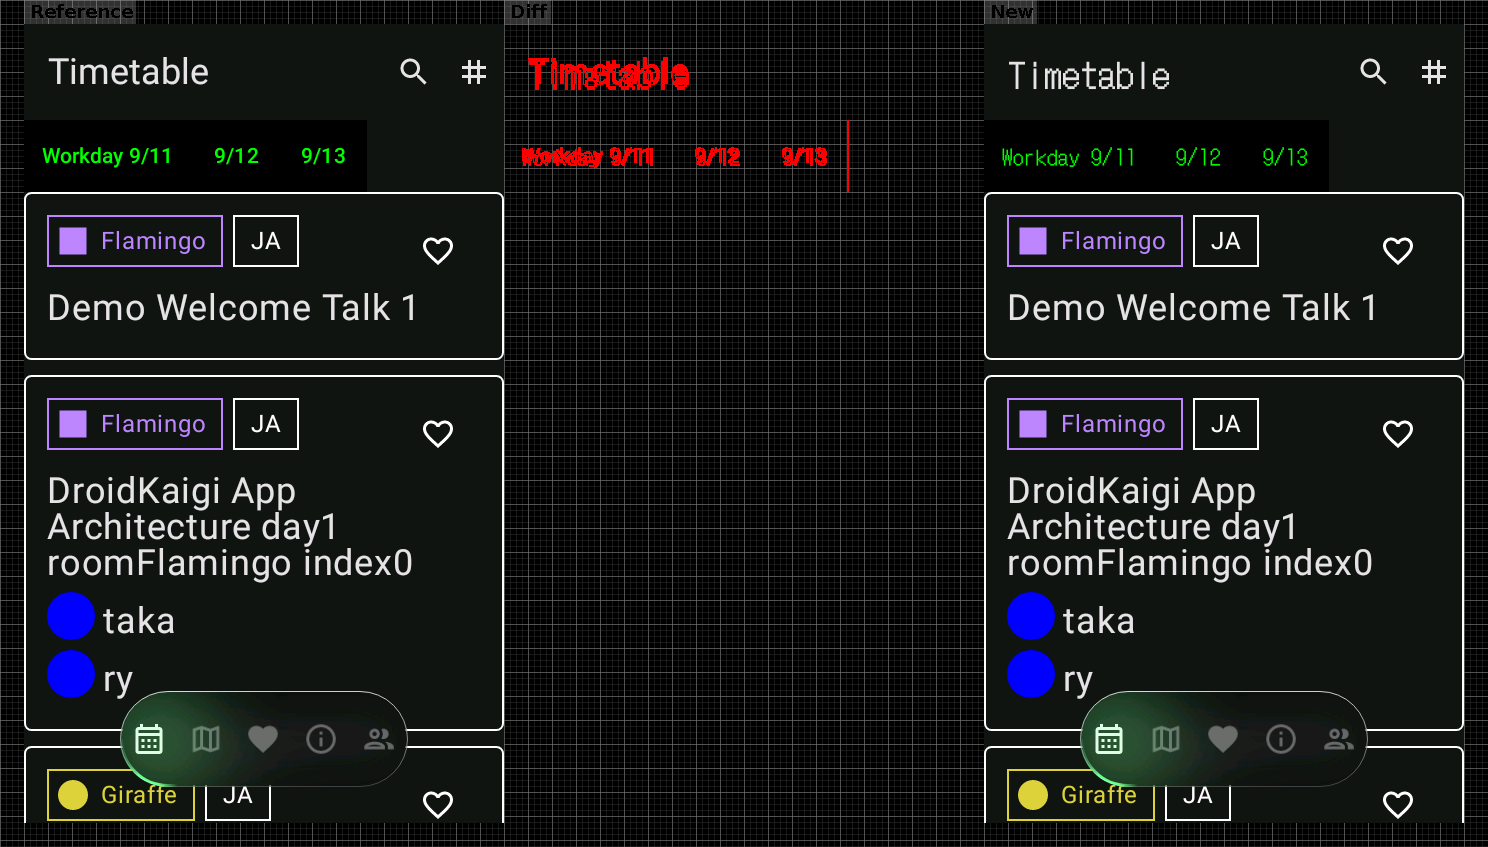 Reference
Diff
New
Timetable
Timetable
Timetable
Workday 9/11 9/12 9/13
Workday 9/11 9/12 9/13
Workday 9/11 9/12 9/13
Flamingo JA
Demo Welcome Talk 1
Flamingo JA
DroidKaigi App
Architecture day1
roomFlamingo index0
taka
ry
Giraffe JA
Flamingo JA
Demo Welcome Talk 1
Flamingo JA
DroidKaigi App
Architecture day1
roomFlamingo index0
taka
ry
Giraffe JA